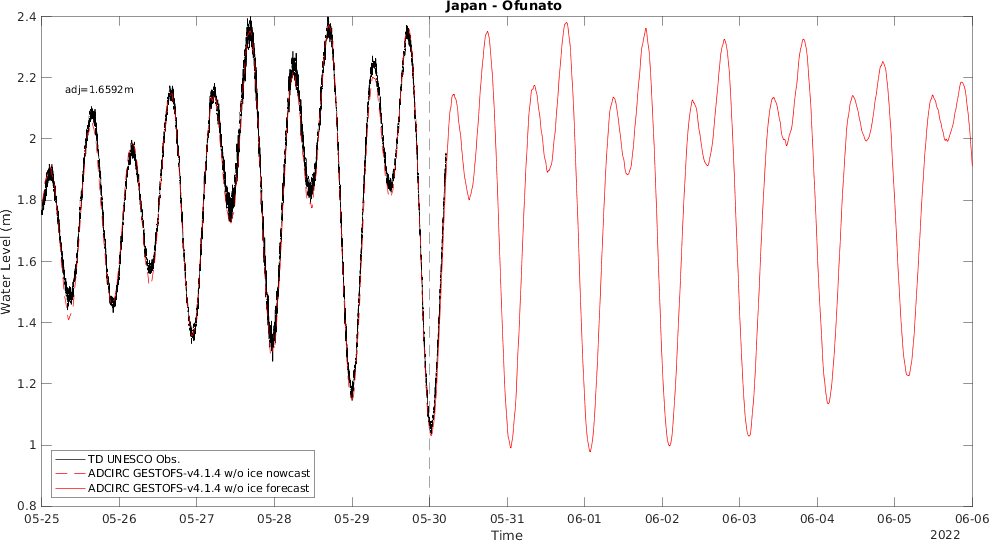 Japan - Ofunato
2.4
2.2
2
1.8
1.6
1.4
1.2
1
0.8
Water Level (m)
adj=1.6592m
TD UNESCO Obs.
ADCIRC GESTOFS-v4.1.4 w/o ice nowcast
ADCIRC GESTOFS-v4.1.4 w/o ice forecast
05-25 05-26 05-27 05-28 05-29 05-30 05-31 06-01 06-02 06-03 06-04 06-05 06-06
Time
2022